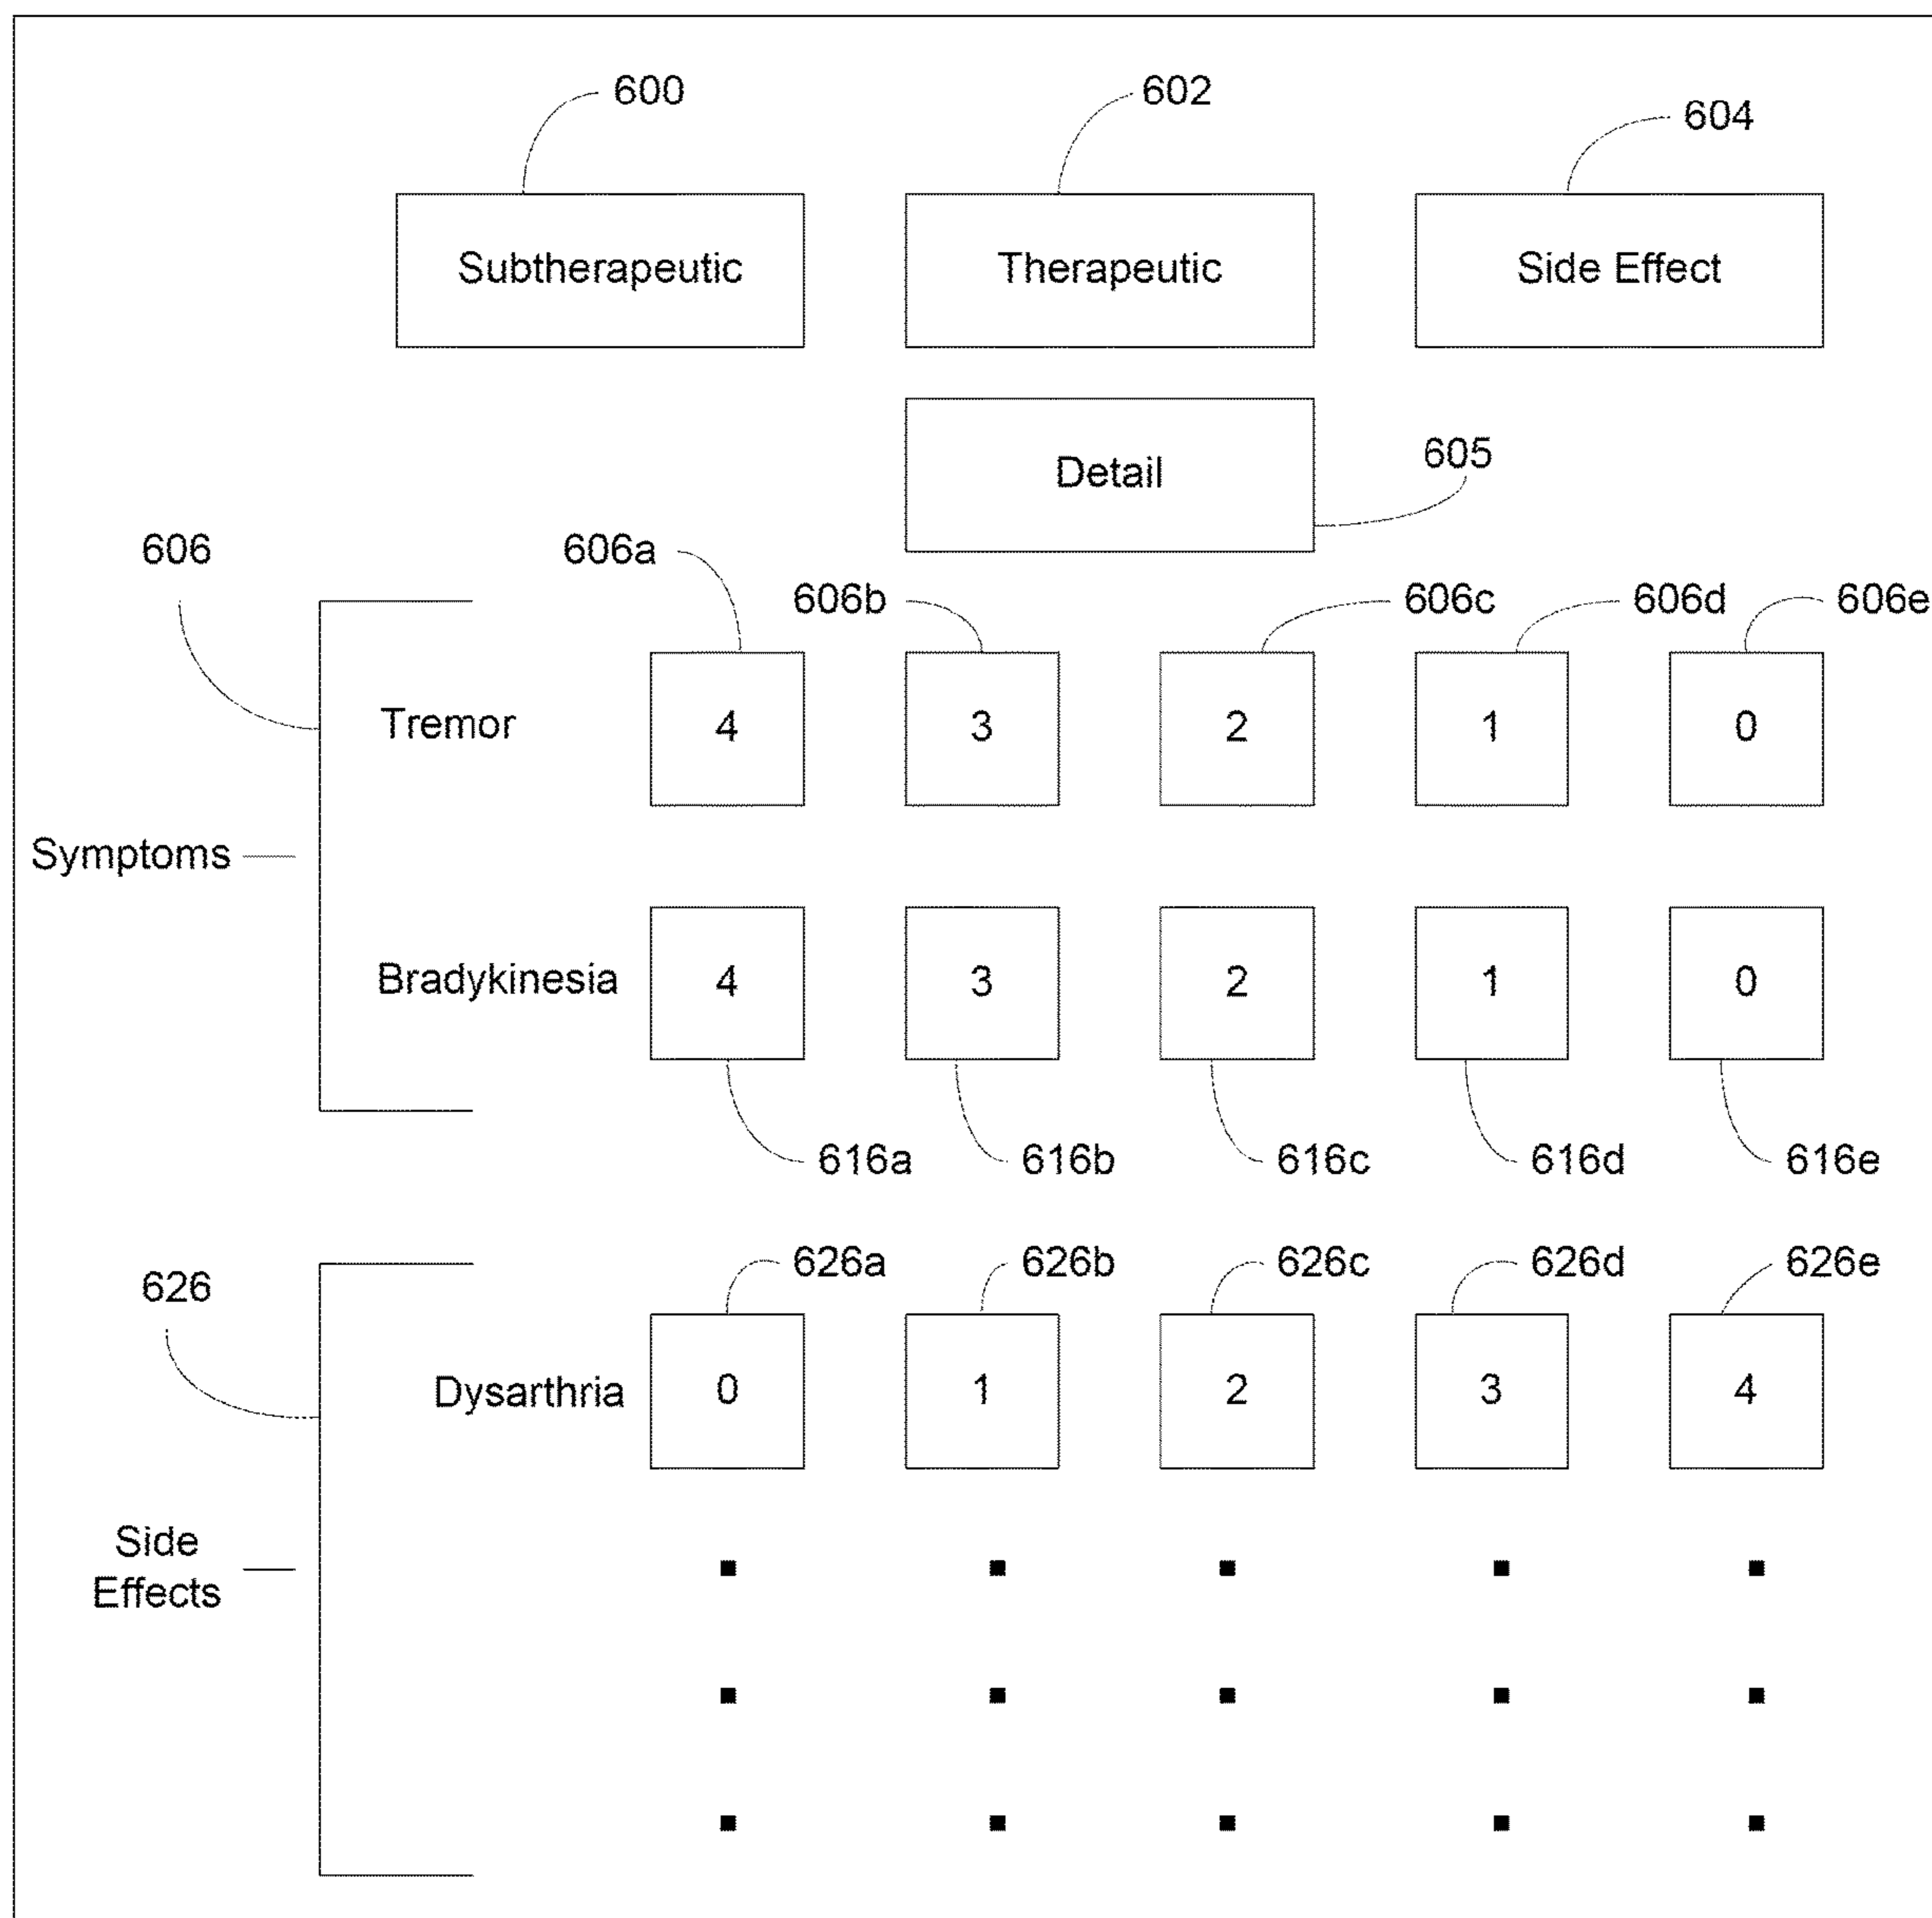 600 602 604
Subtherapeutic Therapeutic Side Effect
Detail 605
606 606a 606b 606c 606d 606e
Tremor 4 3 2 1 0
Symptoms
Bradykinesia 4 3 2 1 0
616a 616b 616c 616d 616e
626 626a 626b 626c 626d 626e
Dysarthria 0 1 2 3 4
Side
Effects